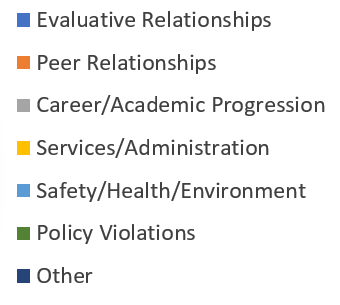 Evaluative Relationships
Peer Relationships
Career/Academic Progression
Services/Administration
Safety/Health/Environment
Policy Violations
Other